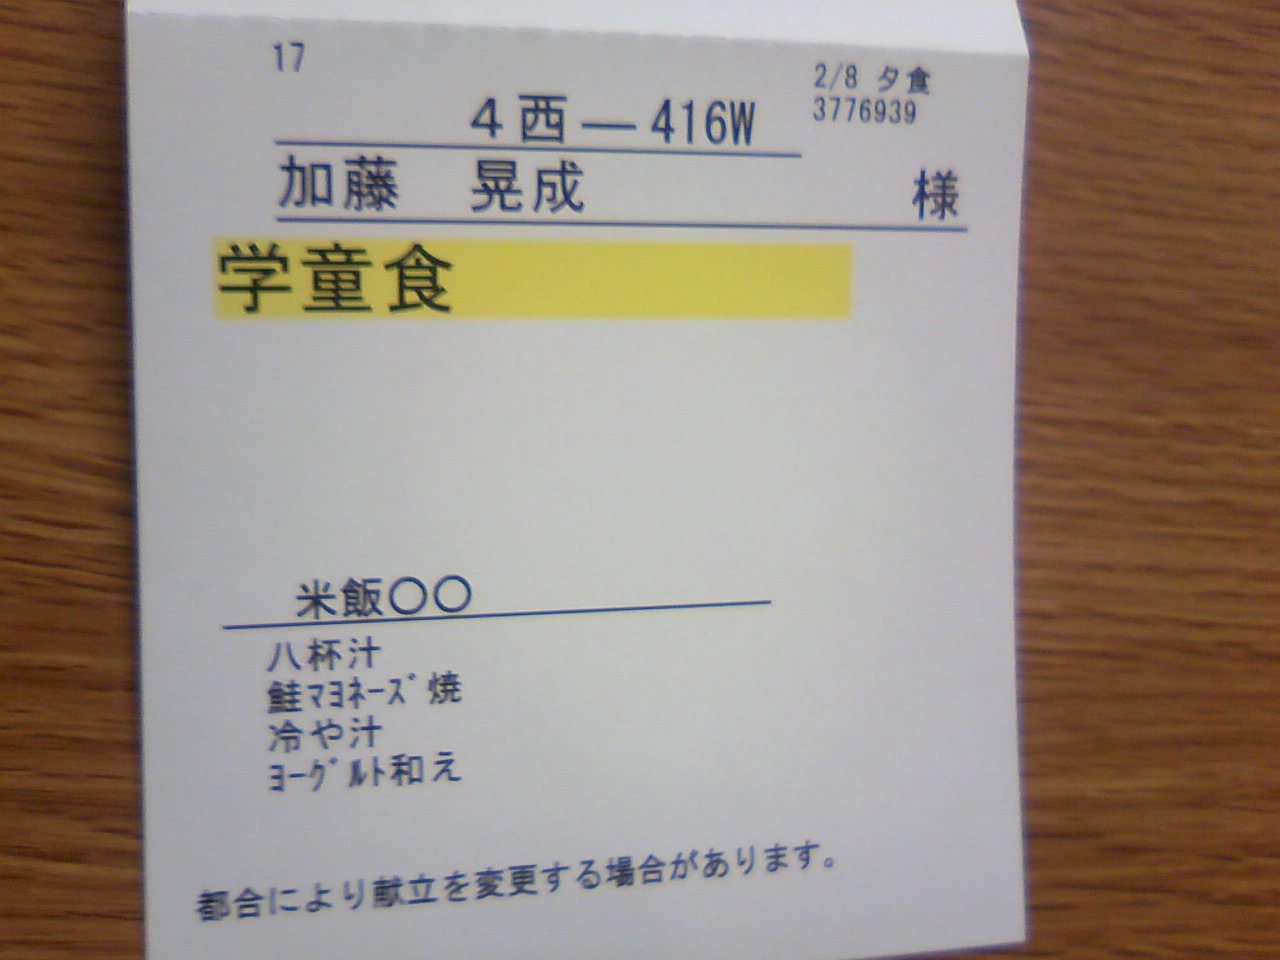 17
2/8 夕食
4西―416W
3776939
加藤 晃成 様
学童食
米飯〇〇
八杯汁
鮭ﾏﾖﾈｰｽﾞ焼
冷や汁
ﾖｰｸﾞﾙﾄ和え
都合により献立を変更する場合があります。